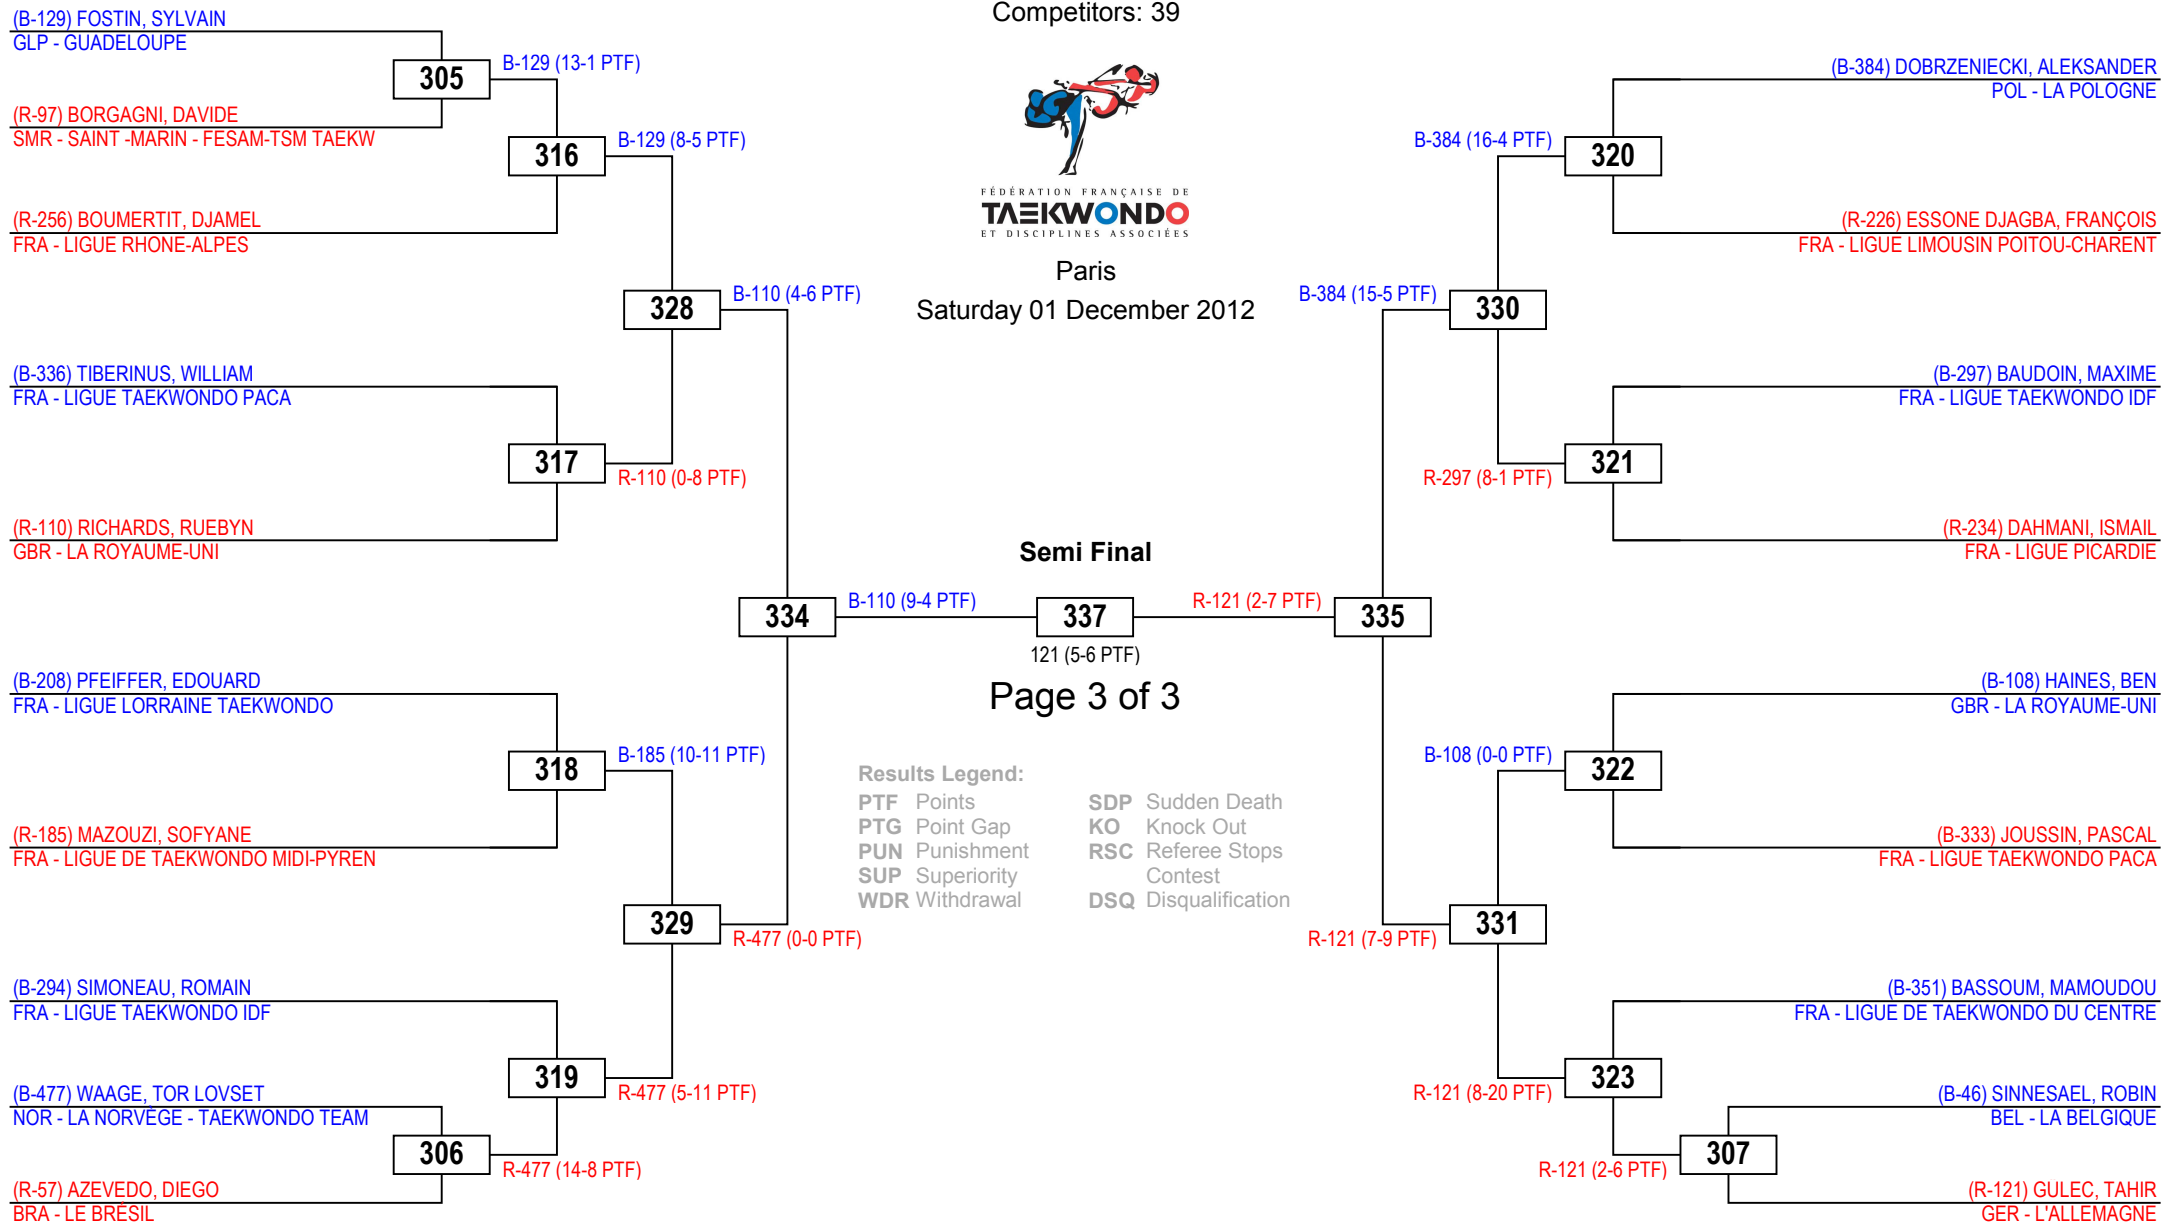 Competitors: 39
FÉDÉRATION FRANÇAISE DE
TAEKWONDO
ET DISCIPLINES ASSOCIÉES
Paris
Saturday 01 December 2012
(B-129) FOSTIN, SYLVAIN
GLP - GUADELOUPE
305
B-129 (13-1 PTF)
(R-97) BORGAGNI, DAVIDE
SMR - SAINT -MARIN - FESAM-TSM TAEKW
316
B-129 (8-5 PTF)
(R-256) BOUMERTIT, DJAMEL
FRA - LIGUE RHONE-ALPES
328
B-110 (4-6 PTF)
(B-336) TIBERINUS, WILLIAM
FRA - LIGUE TAEKWONDO PACA
317
R-110 (0-8 PTF)
(R-110) RICHARDS, RUEBYN
GBR - LA ROYAUME-UNI
334
B-110 (9-4 PTF)
(B-208) PFEIFFER, EDOUARD
FRA - LIGUE LORRAINE TAEKWONDO
318
B-185 (10-11 PTF)
(R-185) MAZOUZI, SOFYANE
FRA - LIGUE DE TAEKWONDO MIDI-PYREN
329
R-477 (0-0 PTF)
(B-294) SIMONEAU, ROMAIN
FRA - LIGUE TAEKWONDO IDF
319
R-477 (5-11 PTF)
(B-477) WAAGE, TOR LOVSET
NOR - LA NORVÈGE - TAEKWONDO TEAM
306
R-477 (14-8 PTF)
(R-57) AZEVEDO, DIEGO
BRA - LE BRÉSIL
Semi Final
337
121 (5-6 PTF)
Page 3 of 3
Results Legend:
PTF Points
PTG Point Gap
PUN Punishment
SUP Superiority
WDR Withdrawal
SDP Sudden Death
KO Knock Out
RSC Referee Stops
Contest
DSQ Disqualification
(B-384) DOBRZENIECKI, ALEKSANDER
POL - LA POLOGNE
B-384 (16-4 PTF)
320
(R-226) ESSONE DJAGBA, FRANÇOIS
FRA - LIGUE LIMOUSIN POITOU-CHARENT
B-384 (15-5 PTF)
330
(B-297) BAUDOIN, MAXIME
FRA - LIGUE TAEKWONDO IDF
321
R-297 (8-1 PTF)
(R-234) DAHMANI, ISMAIL
FRA - LIGUE PICARDIE
R-121 (2-7 PTF)
335
(B-108) HAINES, BEN
GBR - LA ROYAUME-UNI
B-108 (0-0 PTF)
322
(B-333) JOUSSIN, PASCAL
FRA - LIGUE TAEKWONDO PACA
331
R-121 (7-9 PTF)
(B-351) BASSOUM, MAMOUDOU
FRA - LIGUE DE TAEKWONDO DU CENTRE
323
R-121 (8-20 PTF)
(B-46) SINNESAEL, ROBIN
BEL - LA BELGIQUE
307
R-121 (2-6 PTF)
(R-121) GULEC, TAHIR
GER - L'ALLEMAGNE